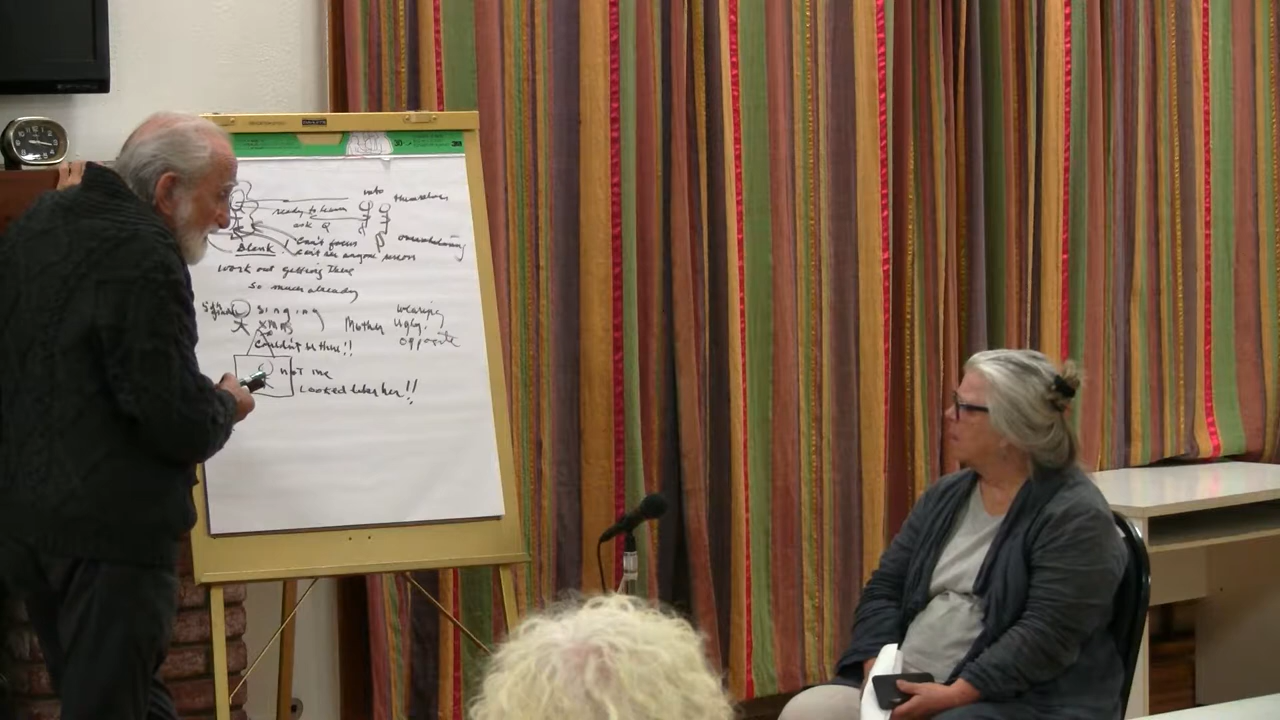 into themselves
ready to learn
ask Q
Blank! Can't focus overwhelming
can't see anyone
work out getting there
so much already
singing wearing
Xmas Mother ugly,
couldn't be there!! opposite
not me
Looked like her!!